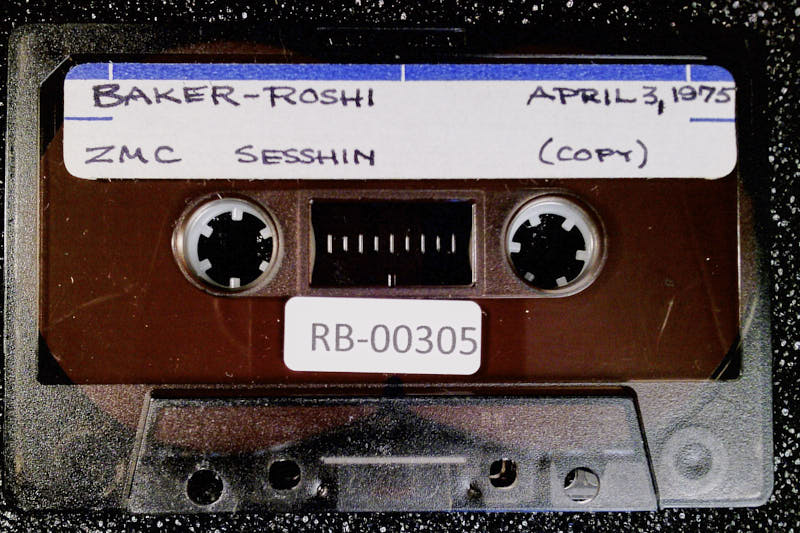 BAKER-ROSHI APRIL 3, 1975
ZMC SESSHIN (COPY)
RB-00305